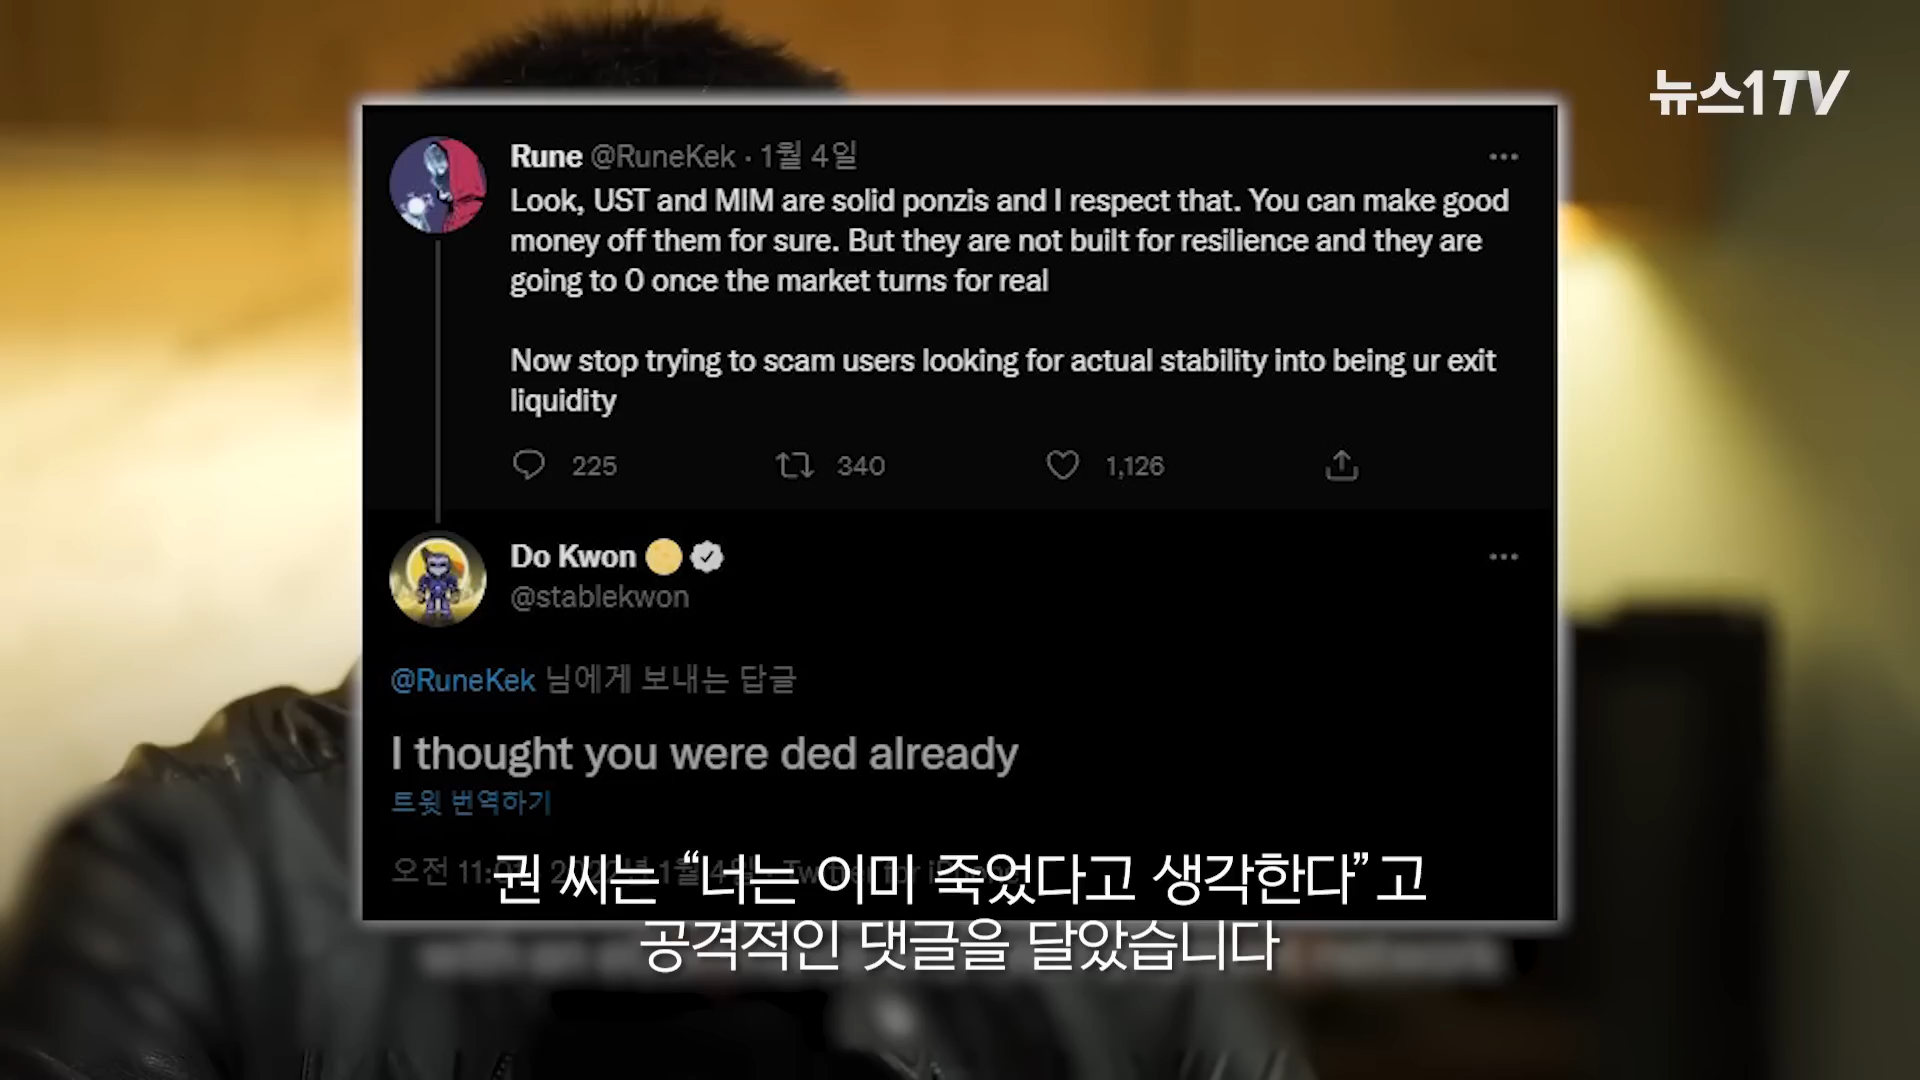 뉴스1TV
Rune @RuneKek · 1월 4일
Look, UST and MIM are solid ponzis and I respect that. You can make good
money off them for sure. But they are not built for resilience and they are
going to 0 once the market turns for real
Now stop trying to scam users looking for actual stability into being ur exit
liquidity
225 340 1,126
Do Kwon
@stablekwon
@RuneKek 님에게 보내는 답글
I thought you were ded already
트윗 번역하기
오전
권 씨는 “너는 이미 죽었다고 생각한다”고
공격적인 댓글을 달았습니다